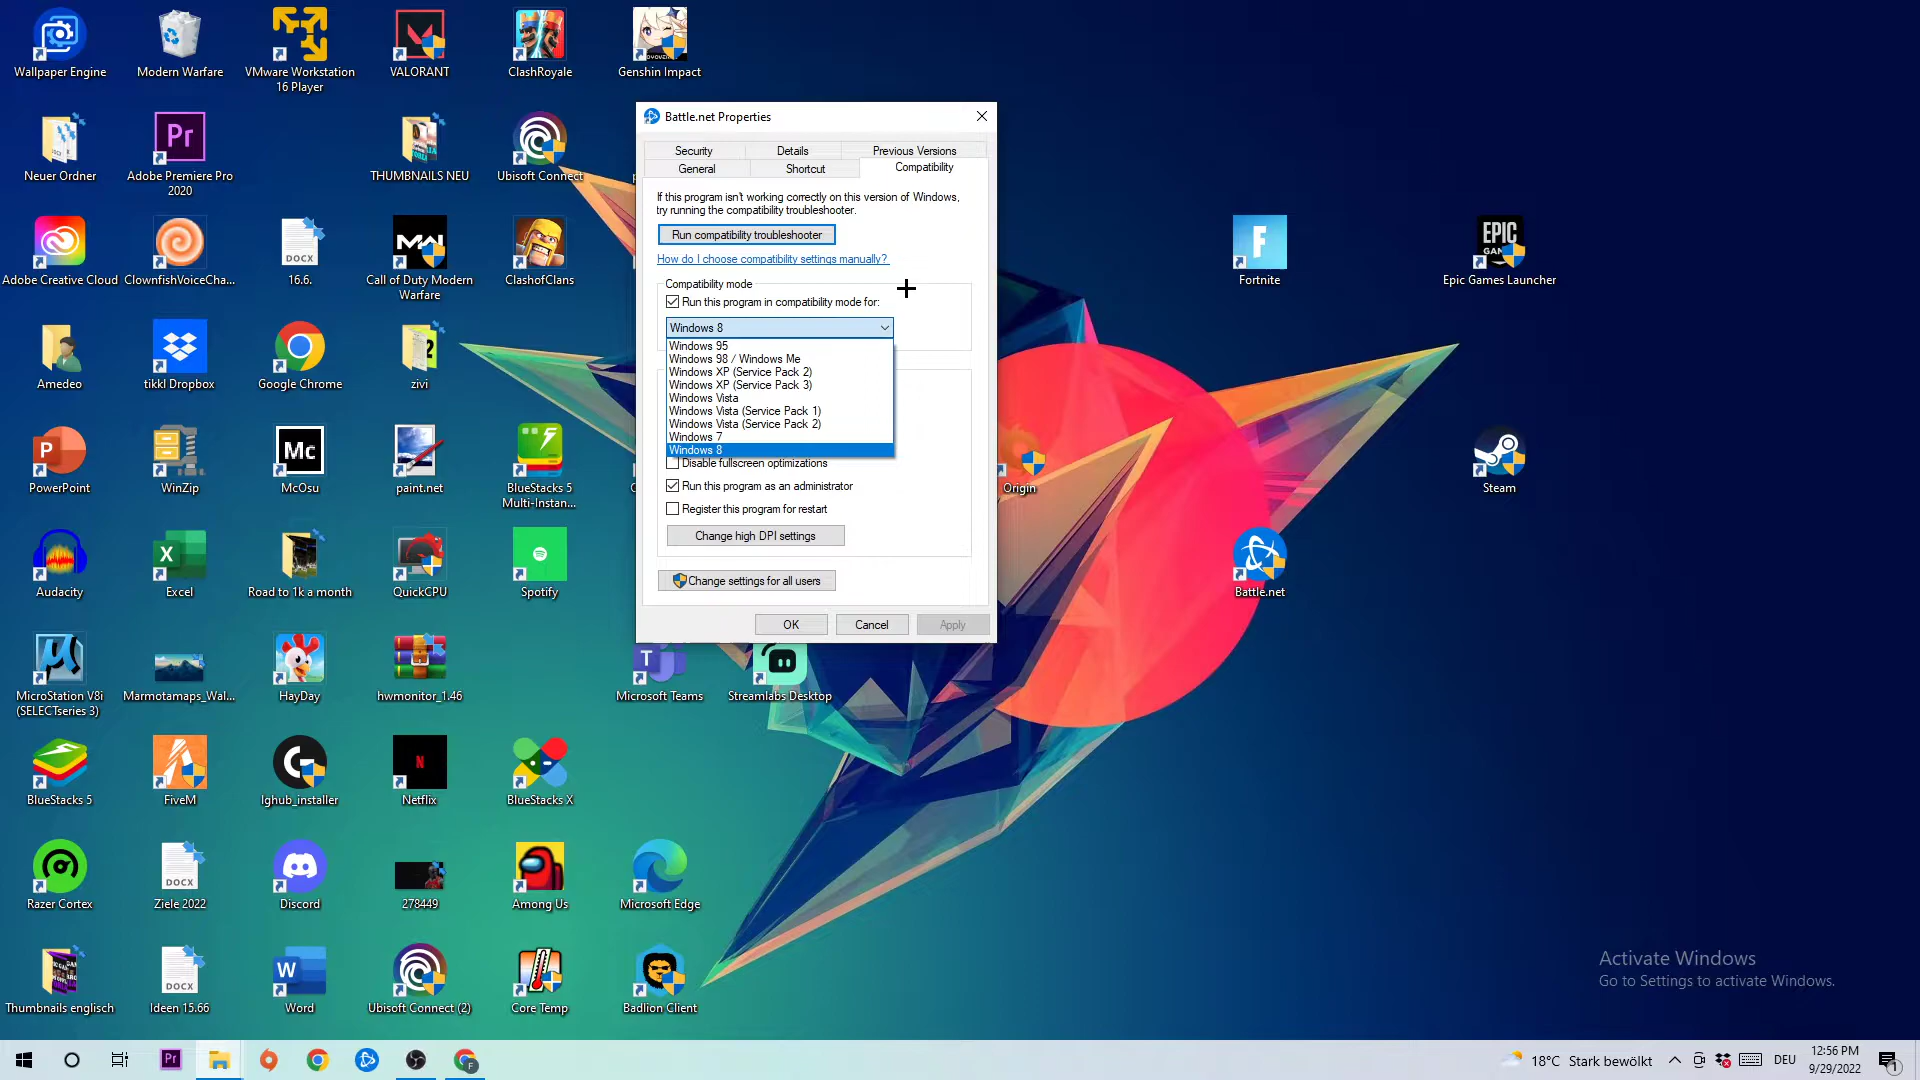 Wallpaper Engine
Modern Warfare
VMware Workstation
16 Player
VALORANT
ClashRoyale
Genshin Impact
Neuer Ordner
Adobe Premiere Pro
2020
THUMBNAILS NEU
Ubisoft Connect
Adobe Creative Cloud
ClownfishVoiceCha...
16.6.
Call of Duty Modern
Warfare
ClashofClans
Amedeo
tikkl Dropbox
Google Chrome
zivi
PowerPoint
WinZip
McOsu
paint.net
BlueStacks 5
Multi-Instan...
Audacity
Excel
Road to 1k a month
QuickCPU
Spotify
MicroStation V8i
(SELECTseries 3)
Marmotamaps_Wal...
HayDay
hwmonitor_1.46
Microsoft Teams
Streamlabs Desktop
BlueStacks 5
FiveM
lghub_installer
Netflix
BlueStacks X
Razer Cortex
Ziele 2022
Discord
278449
Among Us
Microsoft Edge
Thumbnails englisch
Ideen 15.66
Word
Ubisoft Connect (2)
Core Temp
Badlion Client
Battle.net Properties
Security
Details
Previous Versions
General
Shortcut
Compatibility
If this program isn't working correctly on this version of Windows,
try running the compatibility troubleshooter.
Run compatibility troubleshooter
How do I choose compatibility settings manually?
Compatibility mode
Run this program in compatibility mode for:
Windows 8
Windows 95
Windows 98 / Windows Me
Windows XP (Service Pack 2)
Windows XP (Service Pack 3)
Windows Vista
Windows Vista (Service Pack 1)
Windows Vista (Service Pack 2)
Windows 7
Windows 8
Disable fullscreen optimizations
Run this program as an administrator
Register this program for restart
Change high DPI settings
Change settings for all users
OK
Cancel
Apply
Fortnite
Epic Games Launcher
Origin
Steam
Battle.net
Activate Windows
Go to Settings to activate Windows.
18°C Stark bewölkt
DEU
12:56 PM
9/29/2022